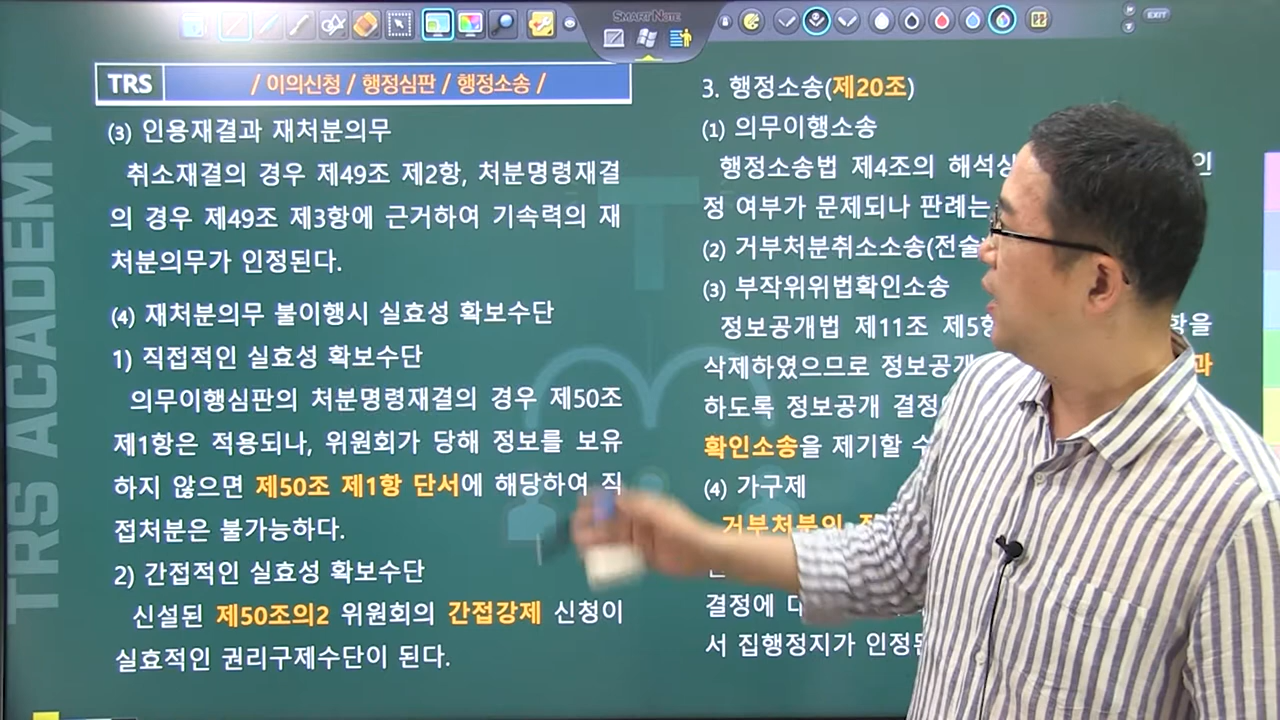 SMART NOTE
EXIT
TRS
/ 이의신청 / 행정심판 / 행정소송 /
(3) 인용재결과 재처분의무
취소재결의 경우 제49조 제2항, 처분명령재결
의 경우 제49조 제3항에 근거하여 기속력의 재
처분의무가 인정된다.
(4) 재처분의무 불이행시 실효성 확보수단
1) 직접적인 실효성 확보수단
의무이행심판의 처분명령재결의 경우 제50조
제1항은 적용되나, 위원회가 당해 정보를 보유
하지 않으면 제50조 제1항 단서에 해당하여 직
접처분은 불가능하다.
2) 간접적인 실효성 확보수단
신설된 제50조의2 위원회의 간접강제 신청이
실효적인 권리구제수단이 된다.
3. 행정소송(제20조)
(1) 의무이행소송
행정소송법 제4조의 해석상 인
정 여부가 문제되나 판례는
(2) 거부처분취소소송(전술
(3) 부작위위법확인소송
정보공개법 제11조 제5항 을
삭제하였으므로 정보공개 과
하도록 정보공개 결정
확인소송을 제기할 수
(4) 가구제
거부처분의
결정에
서 집행정지가 인정
TRS ACADEMY